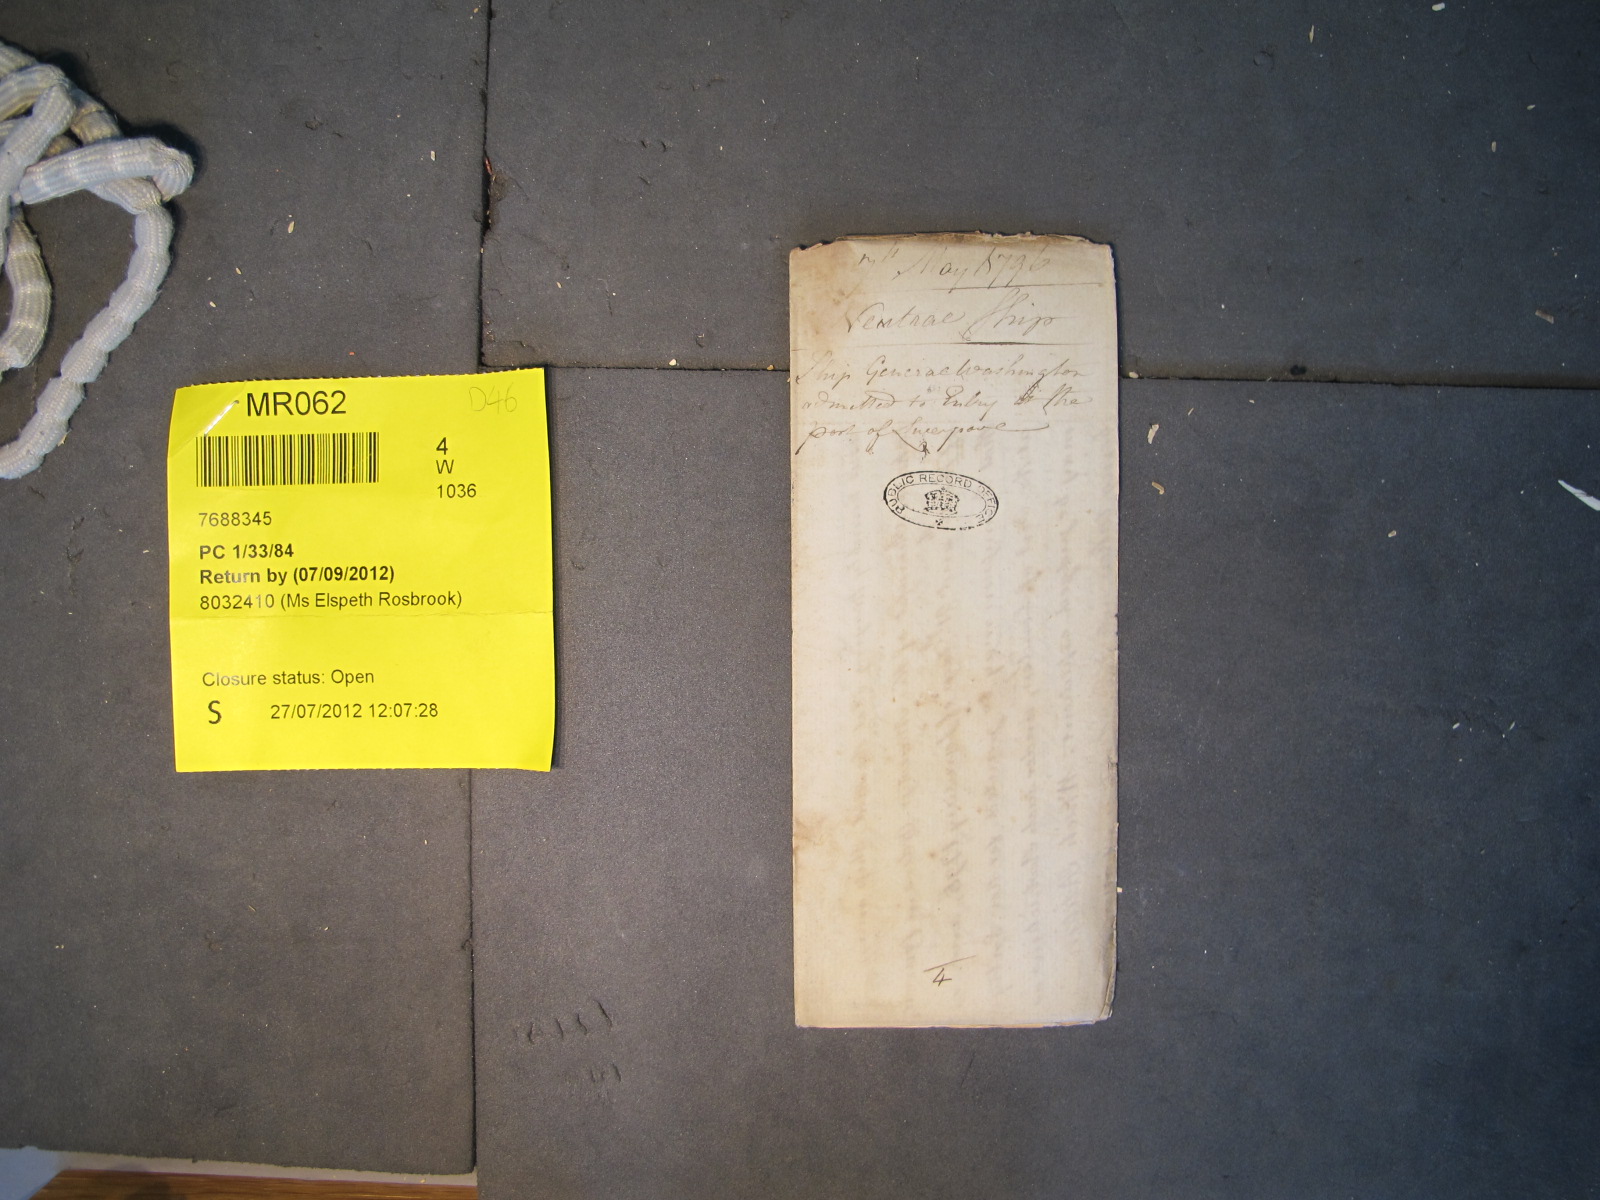 MR062
D46
4
W
1036
7688345
PC 1/33/84
Return by (07/09/2012)
8032410 (Ms Elspeth Rosbrook)
Closure status: Open
S
27/07/2012 12:07:28
May 1796
Neutral Ship
Ship General Washington
admitted to Entry at the
port of Liverpool
PUBLIC RECORD OFFICE
4